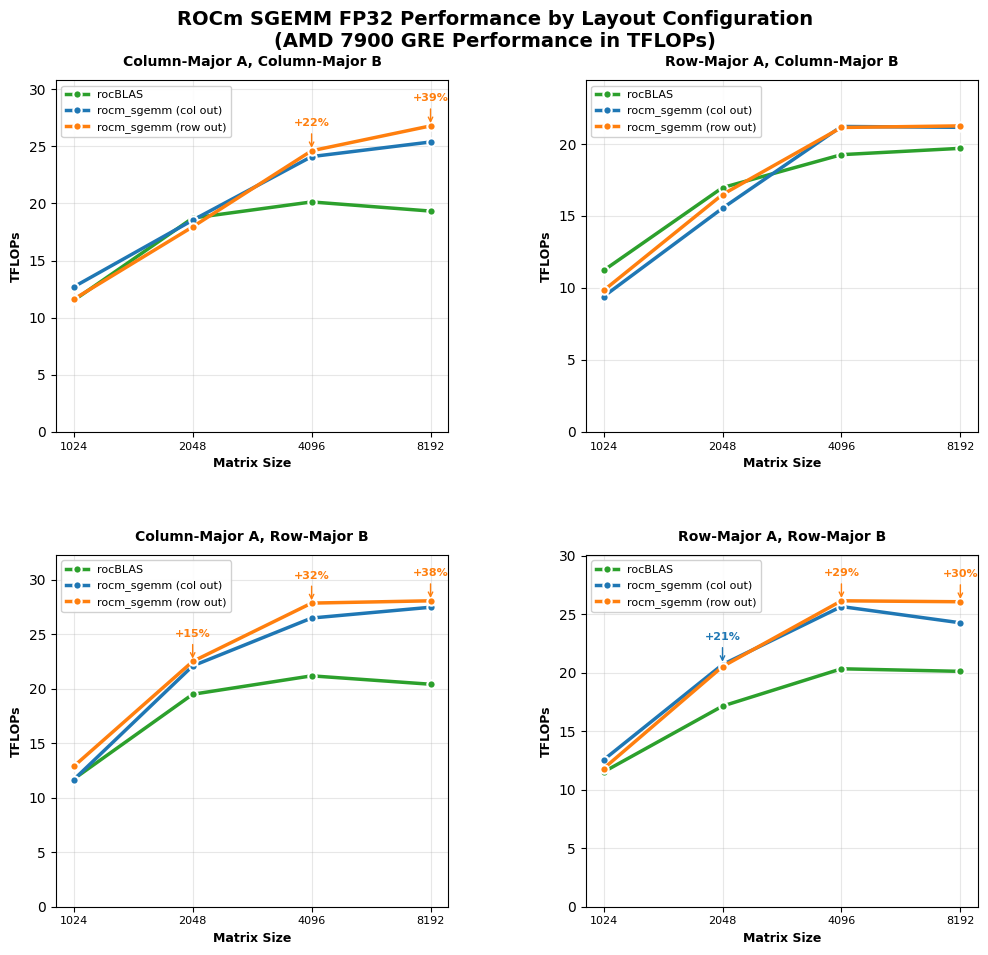 ROCm SGEMM FP32 Performance by Layout Configuration
(AMD 7900 GRE Performance in TFLOPs)
Column-Major A, Column-Major B
30
25
20
15
10
5
0
TFLOPs
rocBLAS
rocm_sgemm (col out)
rocm_sgemm (row out)
+22%
+39%
1024 2048 4096 8192
Matrix Size
Row-Major A, Column-Major B
20
15
10
5
0
TFLOPs
rocBLAS
rocm_sgemm (col out)
rocm_sgemm (row out)
1024 2048 4096 8192
Matrix Size
Column-Major A, Row-Major B
30
25
20
15
10
5
0
TFLOPs
rocBLAS
rocm_sgemm (col out)
rocm_sgemm (row out)
+15%
+32%
+38%
1024 2048 4096 8192
Matrix Size
Row-Major A, Row-Major B
30
25
20
15
10
5
0
TFLOPs
rocBLAS
rocm_sgemm (col out)
rocm_sgemm (row out)
+21%
+29%
+30%
1024 2048 4096 8192
Matrix Size